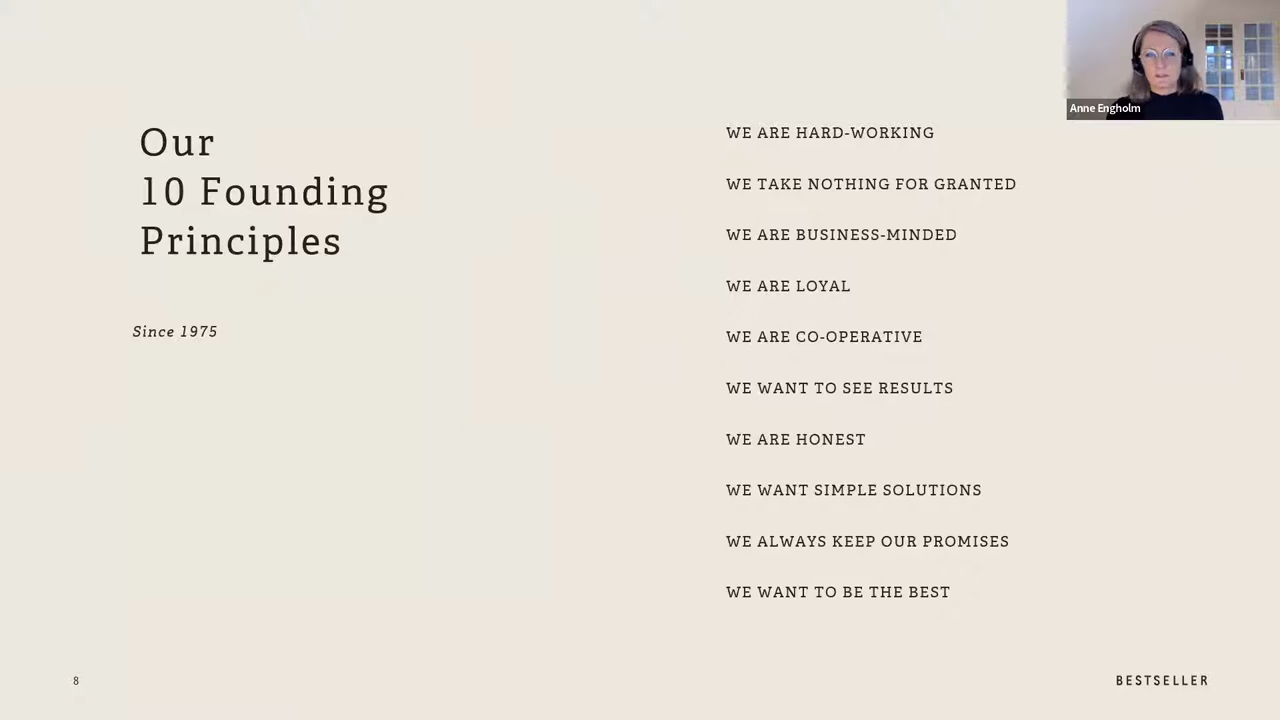 Our
10 Founding
Principles
Since 1975
WE ARE HARD-WORKING
WE TAKE NOTHING FOR GRANTED
WE ARE BUSINESS-MINDED
WE ARE LOYAL
WE ARE CO-OPERATIVE
WE WANT TO SEE RESULTS
WE ARE HONEST
WE WANT SIMPLE SOLUTIONS
WE ALWAYS KEEP OUR PROMISES
WE WANT TO BE THE BEST
Anne Engholm
8
BESTSELLER